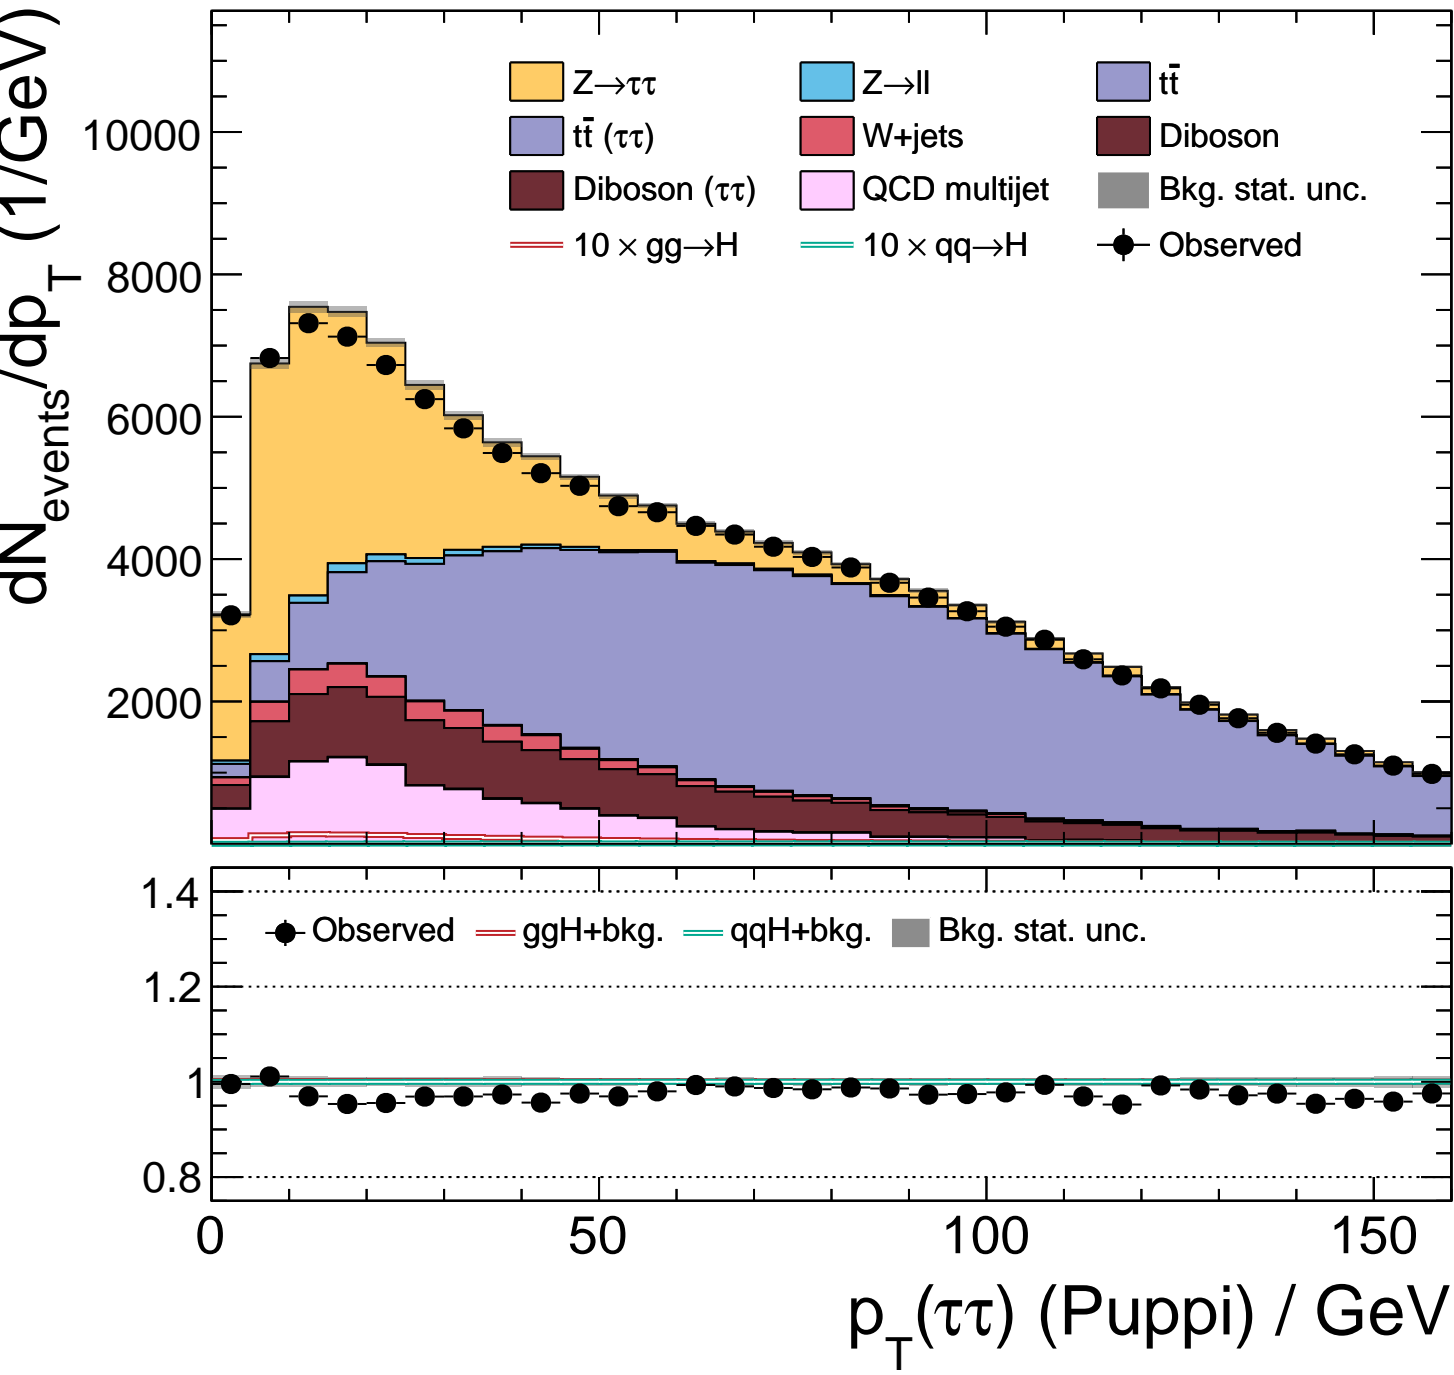 dN_events/dp_T (1/GeV)
10000
8000
6000
4000
2000
Z→ττ Z→ll tt̄
tt̄ (ττ) W+jets Diboson
Diboson (ττ) QCD multijet Bkg. stat. unc.
10 × gg→H 10 × qq→H Observed
1.4
1.2
1
0.8
Observed ggH+bkg. qqH+bkg. Bkg. stat. unc.
0 50 100 150
p_T(ττ) (Puppi) / GeV